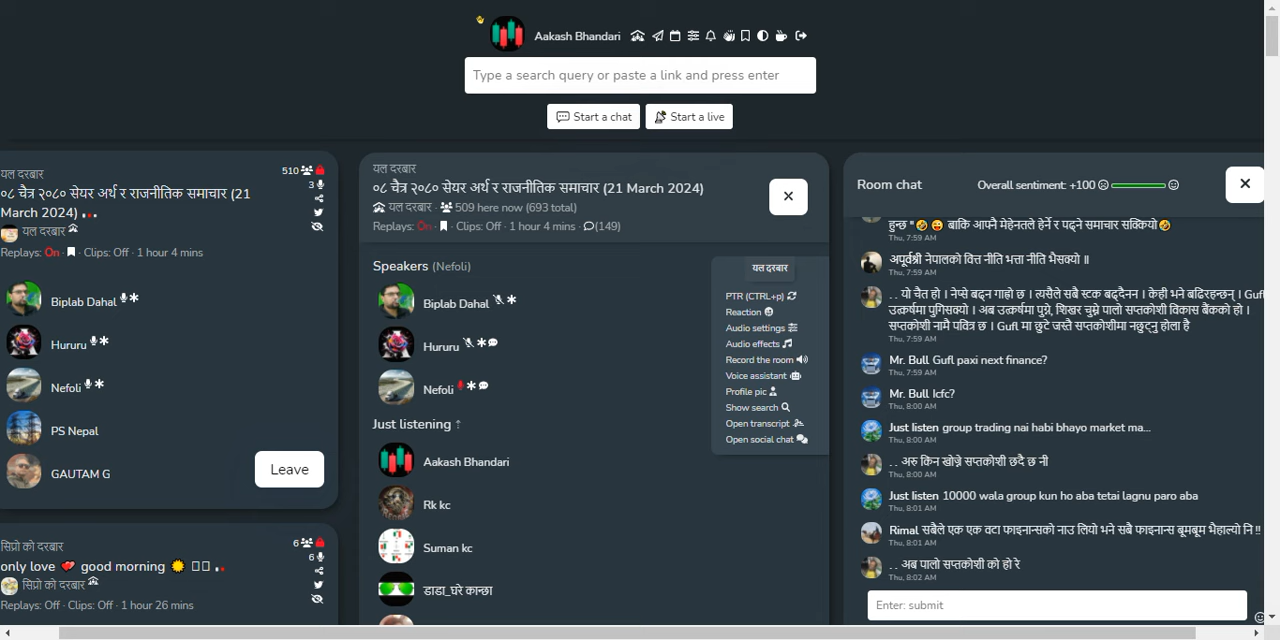 Aakash Bhandari
Type a search query or paste a link and press enter
Start a chat
Start a live
यल दरबार
510
०८ चैत्र २०८० सेयर अर्थ र राजनीतिक समाचार (21
March 2024)
3
यल दरबार
Replays: On · Clips: Off · 1 hour 4 mins
Biplab Dahal
Hururu
Nefoli
PS Nepal
GAUTAM G
Leave
सिप्रो को दरबार
6
only love ❤️ good morning
6
सिप्रो को दरबार
Replays: Off · Clips: Off · 1 hour 26 mins
यल दरबार
०८ चैत्र २०८० सेयर अर्थ र राजनीतिक समाचार (21 March 2024)
यल दरबार · 509 here now (693 total)
Replays: On · Clips: Off · 1 hour 4 mins · (149)
Speakers (Nefoli)
Biplab Dahal
Hururu
Nefoli
Just listening ↑
Aakash Bhandari
Rk kc
Suman kc
डाडा_घरे कान्छा
यल दरबार
PTR (CTRL+p)
Reaction
Audio settings
Audio effects
Record the room
Voice assistant
Profile pic
Show search
Open transcript
Open social chat
Room chat
Overall sentiment: +100
हुन्छ "🤣😝 बाकि आफ्नै मेहेनतले हेर्ने र पढ्ने समाचार सक्कियो🤣
Thu, 7:59 AM
अपूर्वश्री नेपालको वित्त नीति भत्ता नीति भैसक्यो ॥
Thu, 7:59 AM
. . यो चैत हो । नेप्से बढ्न गाह्रो छ । त्यसैले सबै स्टक बढ्दैनन । केही भने बढिरहन्छन् । Gufl
उत्कर्षमा पुगिसक्यो । अब उत्कर्षमा पुग्ने, शिखर चुम्ने पालो सप्तकोशी विकास बैंकको हो ।
सप्तकोशी नामै पवित्र छ । Gufl मा छुटे जस्तै सप्तकोशीमा नछुट्नु होला है
Thu, 7:59 AM
Mr. Bull Gufl paxi next finance?
Thu, 7:59 AM
Mr. Bull Icfc?
Thu, 8:00 AM
Just listen group trading nai habi bhayo market ma...
Thu, 8:00 AM
. . अरु किन खोज्ने सप्तकोशी छदै छ नी
Thu, 8:00 AM
Just listen 10000 wala group kun ho aba tetai lagnu paro aba
Thu, 8:01 AM
Rimal सबैले एक एक वटा फाइनान्सको नाउ लियो भने सबै फाइनान्स बूमबूम भैहाल्यो नि !!
Thu, 8:01 AM
. . अब पालो सप्तकोशी को हो रे
Thu, 8:02 AM
Enter: submit